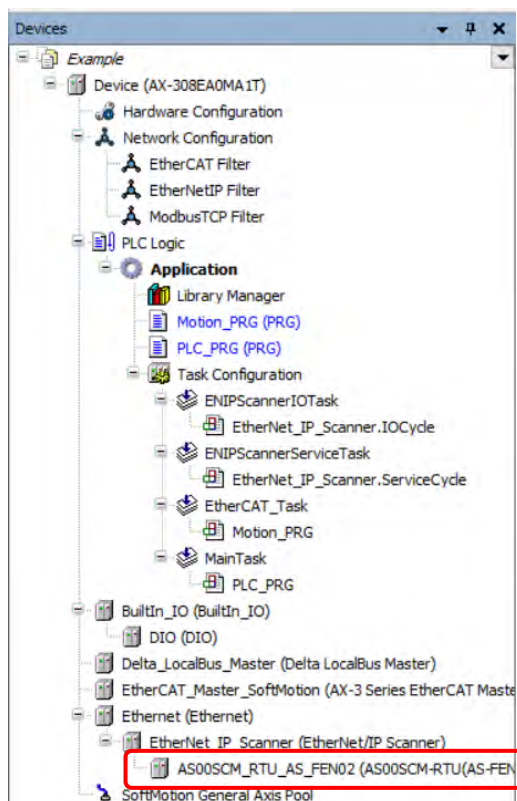 Devices
Example
Device (AX-308EA0MA1T)
Hardware Configuration
Network Configuration
EtherCAT Filter
EtherNetIP Filter
ModbusTCP Filter
PLC Logic
Application
Library Manager
Motion_PRG (PRG)
PLC_PRG (PRG)
Task Configuration
ENIPScannerIOTask
EtherNet_IP_Scanner.IOCycle
ENIPScannerServiceTask
EtherNet_IP_Scanner.ServiceCycle
EtherCAT_Task
Motion_PRG
MainTask
PLC_PRG
BuiltIn_IO (BuiltIn_IO)
DIO (DIO)
Delta_LocalBus_Master (Delta LocalBus Master)
EtherCAT_Master_SoftMotion (AX-3 Series EtherCAT Maste
Ethernet (Ethernet)
EtherNet_IP_Scanner (EtherNet/IP Scanner)
AS00SCM_RTU_AS_FEN02 (AS00SCM-RTU(AS-FEN
SoftMotion General Axis Pool